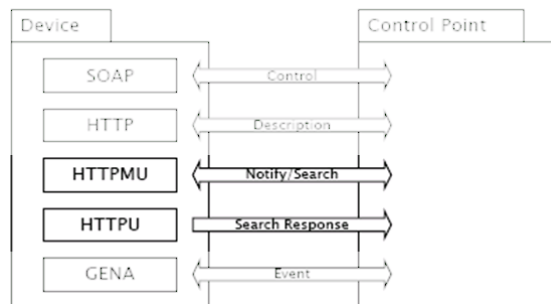 Device
Control Point
SOAP
Control
HTTP
Description
HTTPMU
Notify/Search
HTTPU
Search Response
GENA
Event